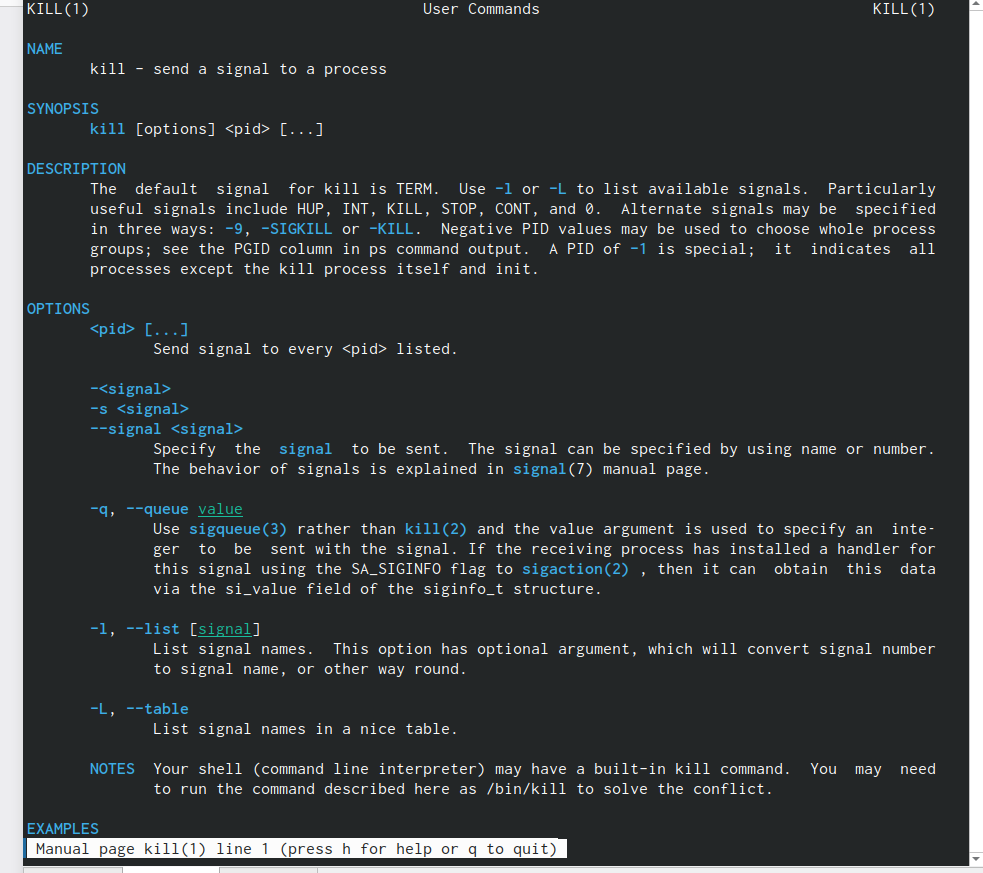 KILL(1) User Commands KILL(1)
NAME
kill - send a signal to a process
SYNOPSIS
kill [options] <pid> [...]
DESCRIPTION
The default signal for kill is TERM. Use -l or -L to list available signals. Particularly
useful signals include HUP, INT, KILL, STOP, CONT, and 0. Alternate signals may be specified
in three ways: -9, -SIGKILL or -KILL. Negative PID values may be used to choose whole process
groups; see the PGID column in ps command output. A PID of -1 is special; it indicates all
processes except the kill process itself and init.
OPTIONS
<pid> [...]
Send signal to every <pid> listed.
-<signal>
-s <signal>
--signal <signal>
Specify the signal to be sent. The signal can be specified by using name or number.
The behavior of signals is explained in signal(7) manual page.
-q, --queue value
Use sigqueue(3) rather than kill(2) and the value argument is used to specify an inte-
ger to be sent with the signal. If the receiving process has installed a handler for
this signal using the SA_SIGINFO flag to sigaction(2) , then it can obtain this data
via the si_value field of the siginfo_t structure.
-l, --list [signal]
List signal names. This option has optional argument, which will convert signal number
to signal name, or other way round.
-L, --table
List signal names in a nice table.
NOTES Your shell (command line interpreter) may have a built-in kill command. You may need
to run the command described here as /bin/kill to solve the conflict.
EXAMPLES
Manual page kill(1) line 1 (press h for help or q to quit)